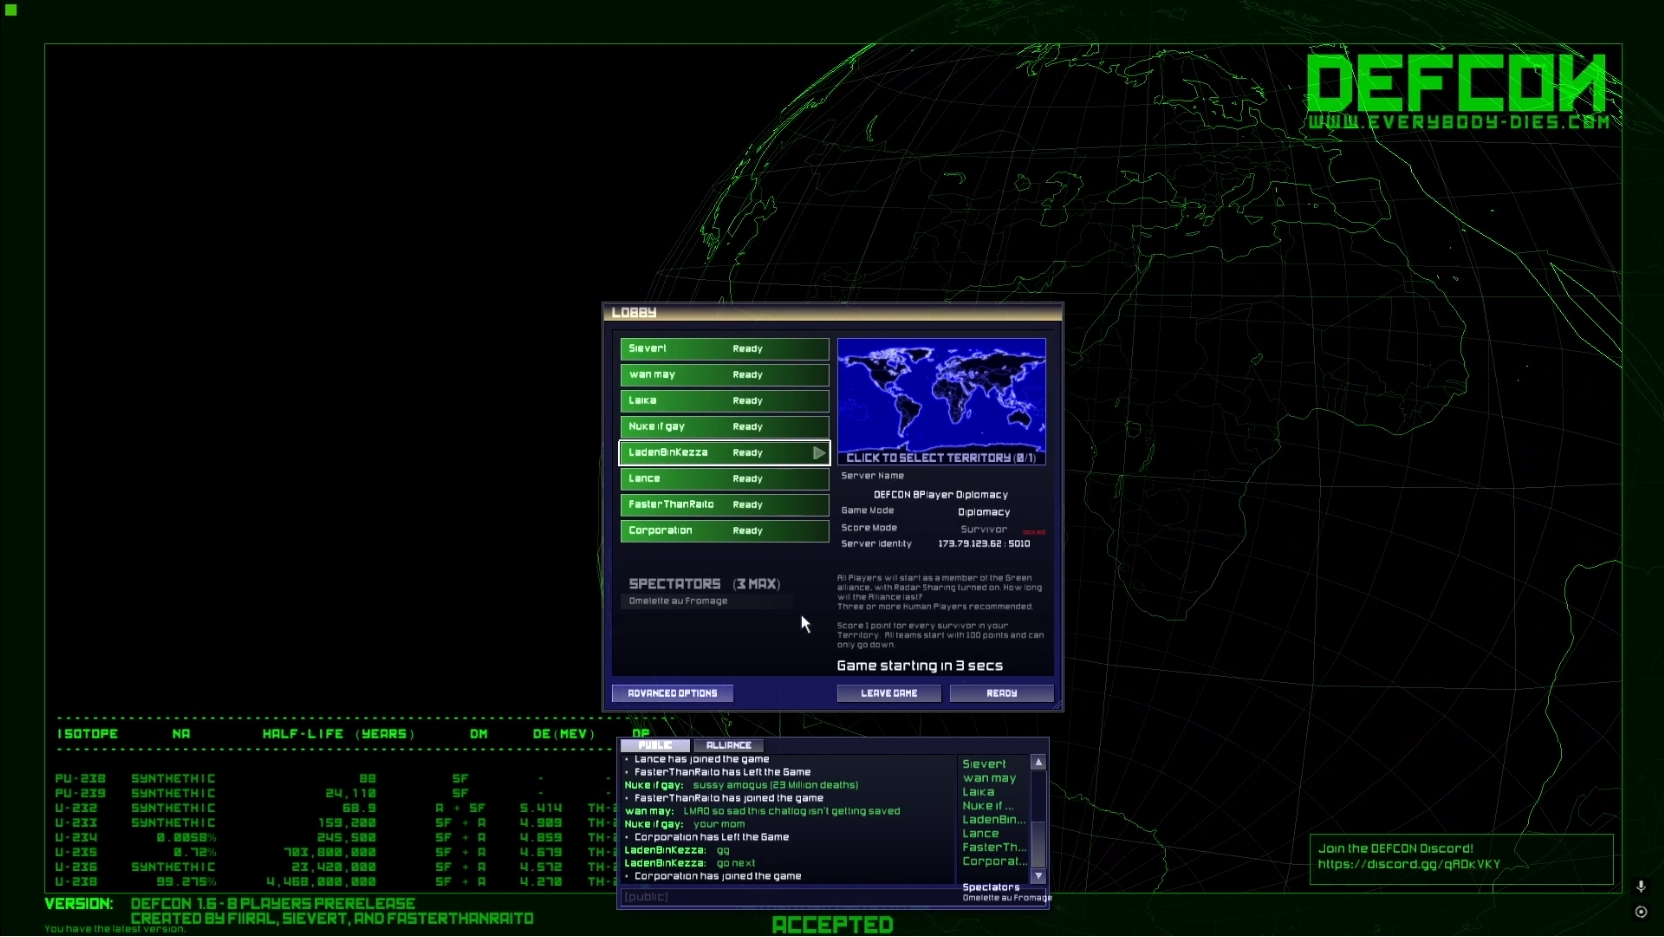 DEFCON
WWW.EVERYBODY-DIES.COM
LOBBY
Sievert Ready
wan may Ready
Laika Ready
Nuke if gay Ready
LadenBinKezza Ready
Lance Ready
FasterThanRaito Ready
Corporation Ready
SPECTATORS (3 MAX)
Omelette au Fromage
CLICK TO SELECT TERRITORY (0/1)
Server Name
DEFCON 8Player Diplomacy
Game Mode Diplomacy
Score Mode Survivor
Server Identity 173.79.123.62 : 5010
All Players will start as a member of the Green
alliance, with Radar Sharing turned on. How long
will the Alliance last?
Three or more Human Players recommended.
Score 1 point for every survivor in your
Territory. All teams start with 100 points and can
only go down.
Game starting in 3 secs
ADVANCED OPTIONS LEAVE GAME READY
ISOTOPE NA HALF-LIFE (YEARS) DM DE(MEV) DP
PU-238 SYNTHETHIC 88 SF - -
PU-239 SYNTHETHIC 24,110 SF - -
U-232 SYNTHETHIC 68.9 A + SF 5.414 TH-
U-233 SYNTHETHIC 159,200 SF + A 4.909 TH-
U-234 0.0058% 245,500 SF + A 4.859 TH-
U-235 0.72% 703,800,000 SF + A 4.679 TH-
U-236 SYNTHETHIC 23,420,000 SF + A 4.572 TH-
U-238 99.275% 4,468,000,000 SF + A 4.270 TH-
PUBLIC ALLIANCE
• Lance has joined the game
• FasterThanRaito has Left the Game
Nuke if gay: sussy amogus (23 Million deaths)
• FasterThanRaito has joined the game
wan may: LMAO so sad this chatlog isn't getting saved
Nuke if gay: your mom
• Corporation has Left the Game
LadenBinKezza: gg
LadenBinKezza: go next
• Corporation has joined the game
[public]
Sievert
wan may
Laika
Nuke if ...
LadenBin...
Lance
FasterTh...
Corporat...
Spectators
Omelette au Fromage
Join the DEFCON Discord!
https://discord.gg/qADkVKY
VERSION: DEFCON 1.6 - 8 PLAYERS PRERELEASE
CREATED BY FIIRAL, SIEVERT, AND FASTERTHANRAITO
You have the latest version.
ACCEPTED